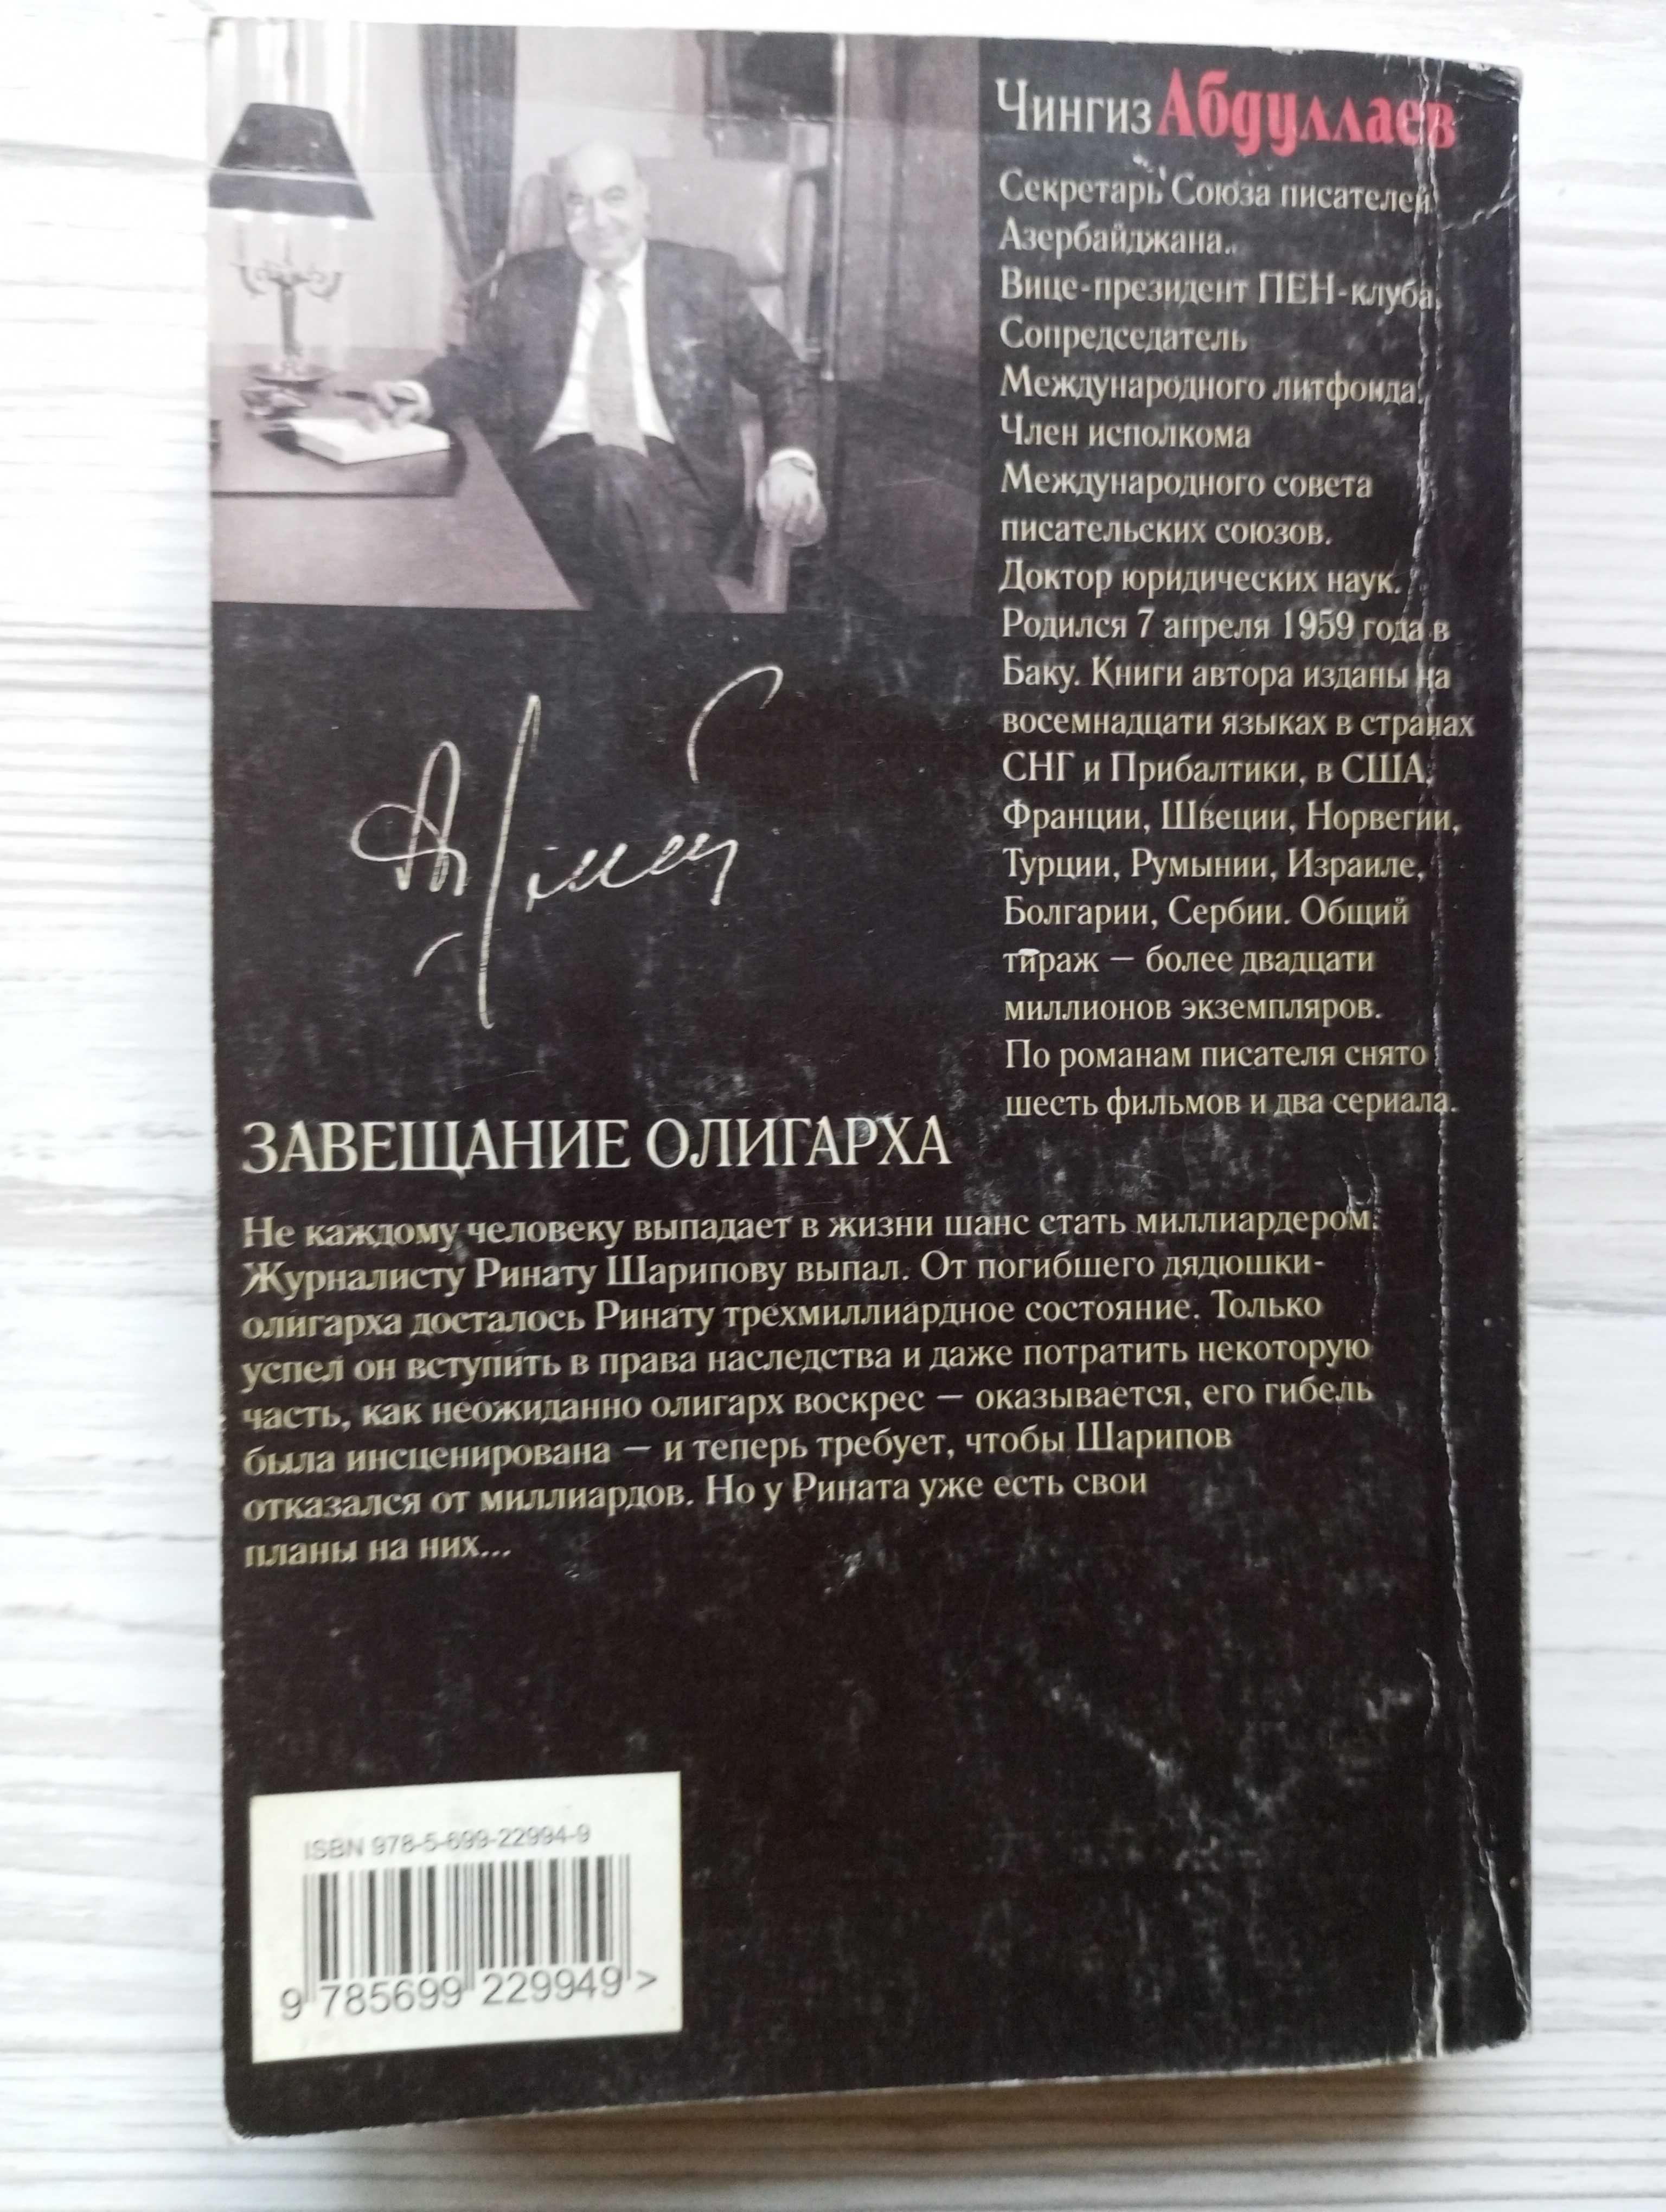 Чингиз Абдуллаев
Секретарь Союза писателей
Азербайджана.
Вице-президент ПЕН-клуба.
Сопредседатель
Международного литфонда.
Член исполкома
Международного совета
писательских союзов.
Доктор юридических наук.
Родился 7 апреля 1959 года в
Баку. Книги автора изданы на
восемнадцати языках в странах
СНГ и Прибалтики, в США,
Франции, Швеции, Норвегии,
Турции, Румынии, Израиле,
Болгарии, Сербии. Общий
тираж — более двадцати
миллионов экземпляров.
По романам писателя снято
шесть фильмов и два сериала.
ЗАВЕЩАНИЕ ОЛИГАРХА
Не каждому человеку выпадает в жизни шанс стать миллиардером.
Журналисту Ринату Шарипову выпал. От погибшего дядюшки-
олигарха досталось Ринату трехмиллиардное состояние. Только
успел он вступить в права наследства и даже потратить некоторую
часть, как неожиданно олигарх воскрес — оказывается, его гибель
была инсценирована — и теперь требует, чтобы Шарипов
отказался от миллиардов. Но у Рината уже есть свои
планы на них...
ISBN 978-5-699-22994-9
9 785699 229949 >